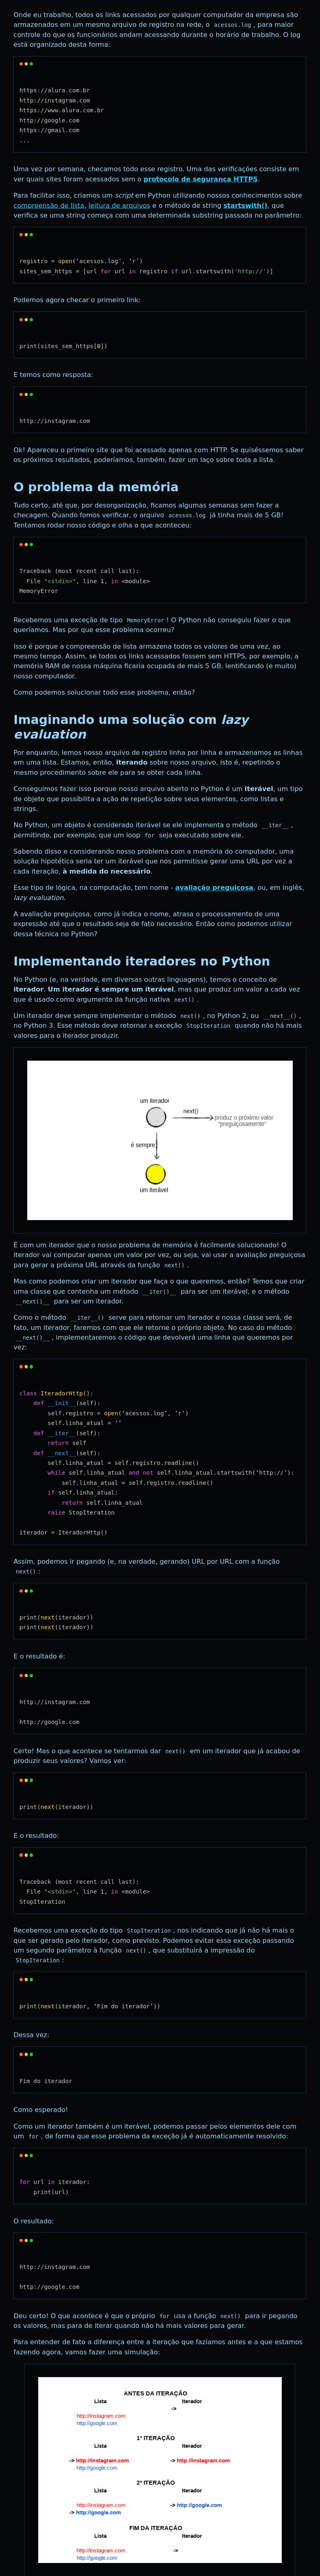 Onde eu trabalho, todos os links acessados por qualquer computador da empresa são
armazenados em um mesmo arquivo de registro na rede, o acessos.log, para maior
controle do que os funcionários andam acessando durante o horário de trabalho. O log
está organizado desta forma:
https://alura.com.br
http://instagram.com
https://www.alura.com.br
http://google.com
https://gmail.com
...
Uma vez por semana, checamos todo esse registro. Uma das verificações consiste em
ver quais sites foram acessados sem o protocolo de segurança HTTPS.
Para facilitar isso, criamos um script em Python utilizando nossos conhecimentos sobre
compreensão de lista, leitura de arquivos e o método de string startswith(), que
verifica se uma string começa com uma determinada substring passada no parâmetro:
registro = open(‘acessos.log’, ‘r’)
sites_sem_https = [url for url in registro if url.startswith('http://')]
Podemos agora checar o primeiro link:
print(sites_sem_https[0])
E temos como resposta:
http://instagram.com
Ok! Apareceu o primeiro site que foi acessado apenas com HTTP. Se quiséssemos saber
os próximos resultados, poderíamos, também, fazer um laço sobre toda a lista.
O problema da memória
Tudo certo, até que, por desorganização, ficamos algumas semanas sem fazer a
checagem. Quando fomos verificar, o arquivo acessos.log já tinha mais de 5 GB!
Tentamos rodar nosso código e olha o que aconteceu:
Traceback (most recent call last):
File "<stdin>", line 1, in <module>
MemoryError
Recebemos uma exceção de tipo MemoryError! O Python não conseguiu fazer o que
queríamos. Mas por que esse problema ocorreu?
Isso é porque a compreensão de lista armazena todos os valores de uma vez, ao
mesmo tempo. Assim, se todos os links acessados fossem sem HTTPS, por exemplo, a
memória RAM de nossa máquina ficaria ocupada de mais 5 GB, lentificando (e muito)
nosso computador.
Como podemos solucionar todo esse problema, então?
Imaginando uma solução com lazy
evaluation
Por enquanto, lemos nosso arquivo de registro linha por linha e armazenamos as linhas
em uma lista. Estamos, então, iterando sobre nosso arquivo, isto é, repetindo o
mesmo procedimento sobre ele para se obter cada linha.
Conseguimos fazer isso porque nosso arquivo aberto no Python é um iterável, um tipo
de objeto que possibilita a ação de repetição sobre seus elementos, como listas e
strings.
No Python, um objeto é considerado iterável se ele implementa o método __iter__,
permitindo, por exemplo, que um loop for seja executado sobre ele.
Sabendo disso e considerando nosso problema com a memória do computador, uma
solução hipotética seria ter um iterável que nos permitisse gerar uma URL por vez a
cada iteração, à medida do necessário.
Esse tipo de lógica, na computação, tem nome - avaliação preguiçosa, ou, em inglês,
lazy evaluation.
A avaliação preguiçosa, como já indica o nome, atrasa o processamento de uma
expressão até que o resultado seja de fato necessário. Então como podemos utilizar
dessa técnica no Python?
Implementando iteradores no Python
No Python (e, na verdade, em diversas outras linguagens), temos o conceito de
iterador. Um iterador é sempre um iterável, mas que produz um valor a cada vez
que é usado como argumento da função nativa next().
Um iterador deve sempre implementar o método next(), no Python 2, ou __next__(),
no Python 3. Esse método deve retornar a exceção StopIteration quando não há mais
valores para o iterador produzir.
um iterador
next()
produz o próximo valor
"preguiçosamente"
é sempre
um iterável
É com um iterador que o nosso problema de memória é facilmente solucionado! O
iterador vai computar apenas um valor por vez, ou seja, vai usar a avaliação preguiçosa
para gerar a próxima URL através da função next().
Mas como podemos criar um iterador que faça o que queremos, então? Temos que criar
uma classe que contenha um método __iter()__ para ser um iterável, e o método
__next()__ para ser um iterador.
Como o método __iter__() serve para retornar um iterador e nossa classe será, de
fato, um iterador, faremos com que ele retorne o próprio objeto. No caso do método
__next()__, implementaremos o código que devolverá uma linha que queremos por
vez:
class IteradorHttp():
def __init__(self):
self.registro = open(‘acessos.log’, ‘r’)
self.linha_atual = ‘’
def __iter__(self):
return self
def __next__(self):
self.linha_atual = self.registro.readline()
while self.linha_atual and not self.linha_atual.startswith(‘http://’):
self.linha_atual = self.registro.readline()
if self.linha_atual:
return self.linha_atual
raise StopIteration
iterador = IteradorHttp()
Assim, podemos ir pegando (e, na verdade, gerando) URL por URL com a função
next():
print(next(iterador))
print(next(iterador))
E o resultado é:
http://instagram.com
http://google.com
Certo! Mas o que acontece se tentarmos dar next() em um iterador que já acabou de
produzir seus valores? Vamos ver:
print(next(iterador))
E o resultado:
Traceback (most recent call last):
File "<stdin>", line 1, in <module>
StopIteration
Recebemos uma exceção do tipo StopIteration, nos indicando que já não há mais o
que ser gerado pelo iterador, como previsto. Podemos evitar essa exceção passando
um segundo parâmetro à função next(), que substituirá a impressão do
StopIteration:
print(next(iterador, ‘Fim do iterador’))
Dessa vez:
Fim do iterador
Como esperado!
Como um iterador também é um iterável, podemos passar pelos elementos dele com
um for, de forma que esse problema da exceção já é automaticamente resolvido:
for url in iterador:
print(url)
O resultado:
http://instagram.com
http://google.com
Deu certo! O que acontece é que o próprio for usa a função next() para ir pegando
os valores, mas para de iterar quando não há mais valores para gerar.
Para entender de fato a diferença entre a iteração que fazíamos antes e a que estamos
fazendo agora, vamos fazer uma simulação:
ANTES DA ITERAÇÃO
Lista Iterador
->
http://instagram.com
http://google.com
1ª ITERAÇÃO
Lista Iterador
-> http://instagram.com -> http://instagram.com
http://google.com
2ª ITERAÇÃO
Lista Iterador
http://instagram.com -> http://google.com
-> http://google.com
FIM DA ITERAÇÃO
Lista Iterador
http://instagram.com ->
http://google.com